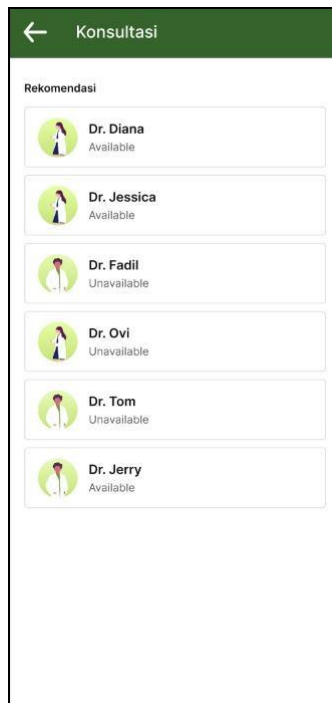 Konsultasi
Rekomendasi
Dr. Diana
Available
Dr. Jessica
Available
Dr. Fadil
Unavailable
Dr. Ovi
Unavailable
Dr. Tom
Unavailable
Dr. Jerry
Available